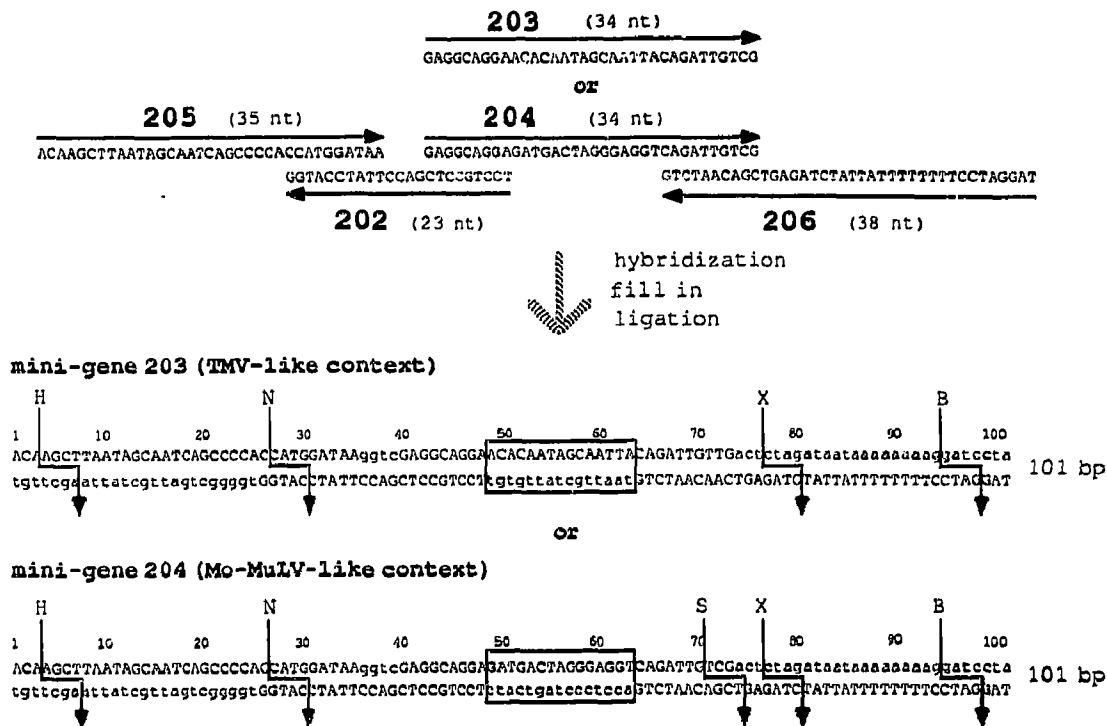 203 (34 nt)
GAGGCAGGAACACAATAGCAATTACAGATTGTCG
or
205 (35 nt) 204 (34 nt)
ACAAGCTTAATAGCAATCAGCCCCACCATGGATAA GAGGCAGGAGATGACTAGGGAGGTCAGATTGTCG
GGTACCTATTCCAGCTCCGTCCT GTCTAACAGCTGAGATCTATTATTTTTTTTCCTAGGAT
202 (23 nt) 206 (38 nt)
hybridization
fill in
ligation
mini-gene 203 (TMV-like context)
H N X B
1 10 20 30 40 50 60 70 80 90 100
ACAAGCTTAATAGCAATCAGCCCCACCATGGATAAggtcGAGGCAGGAACACAATAGCAATTACAGATTGTTGactctagataataaaaaaaaggatccta
tgttcgaattatcgttagtcggggtGGTACCTATTCCAGCTCCGTCCTtgtgttatcgttaatGTCTAACAACTGAGATCTATTATTTTTTTTCCTAGGAT
101 bp
or
mini-gene 204 (Mo-MuLV-like context)
H N S X B
1 10 20 30 40 50 60 70 80 90 100
ACAAGCTTAATAGCAATCAGCCCCACCATGGATAAggtcGAGGCAGGAGATGACTAGGGAGGTCAGATTGTCGactctagataataaaaaaaaggatccta
tgttcgaattatcgttagtcggggtGGTACCTATTCCAGCTCCGTCCTctactgatccctccaGTCTAACAGCTGAGATCTATTATTTTTTTTCCTAGGAT
101 bp